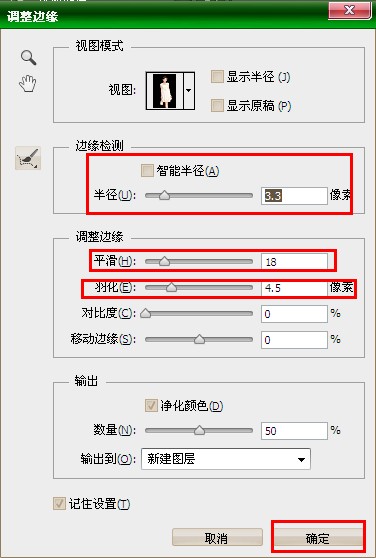 调整边缘
视图模式
视图:
显示半径 (J)
显示原稿 (P)
边缘检测
智能半径(A)
半径(U): 3.3 像素
调整边缘
平滑(H): 18
羽化(E): 4.5 像素
对比度(C): 0 %
移动边缘(S): 0 %
输出
净化颜色(D)
数量(N): 50 %
输出到(O): 新建图层
记住设置(T)
取消 确定